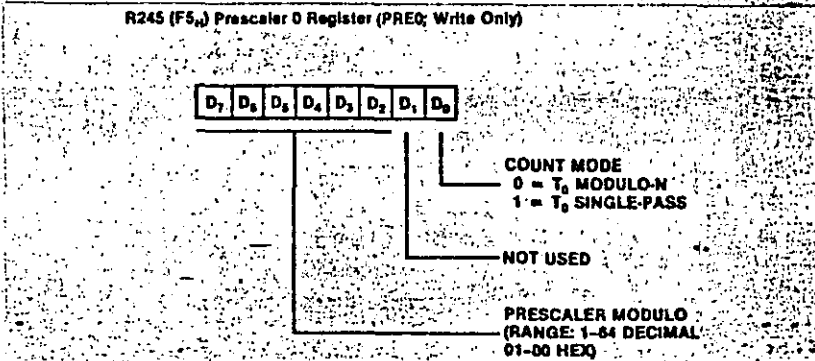 R245 (F5H) Prescaler 0 Register (PRE0; Write Only)
D7 D6 D5 D4 D3 D2 D1 D0
COUNT MODE
0 = T0 MODULO-N
1 = T0 SINGLE-PASS
NOT USED
PRESCALER MODULO
(RANGE: 1–64 DECIMAL
01–00 HEX)